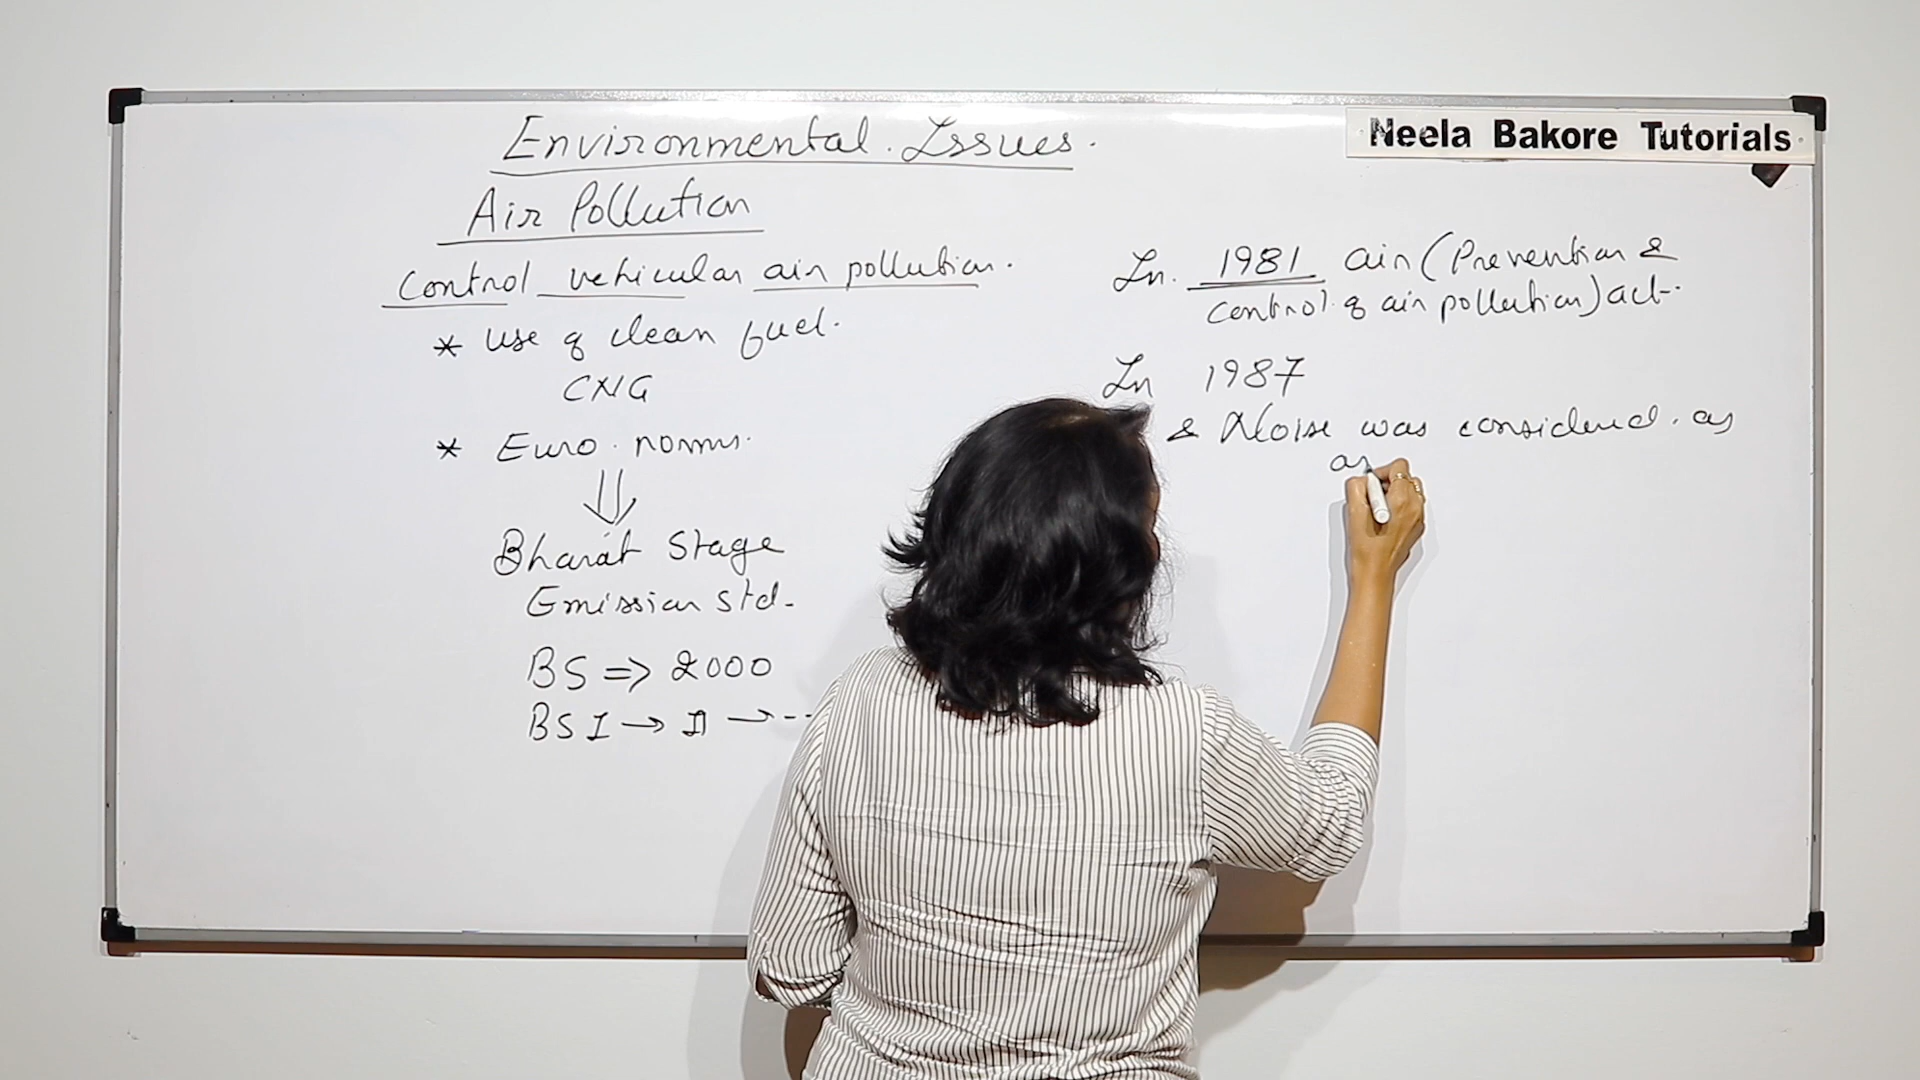 Environmental Issues.
Neela Bakore Tutorials
Air Pollution
Control vehicular air pollution.
* Use of clean fuel.
CNG
* Euro norms.
⇓
Bharat Stage
Emission std.
BS ⇒ 2000
BS I → II → --
In 1981 air (Prevention &
control of air pollution) act.
In 1987
& Noise was considered as